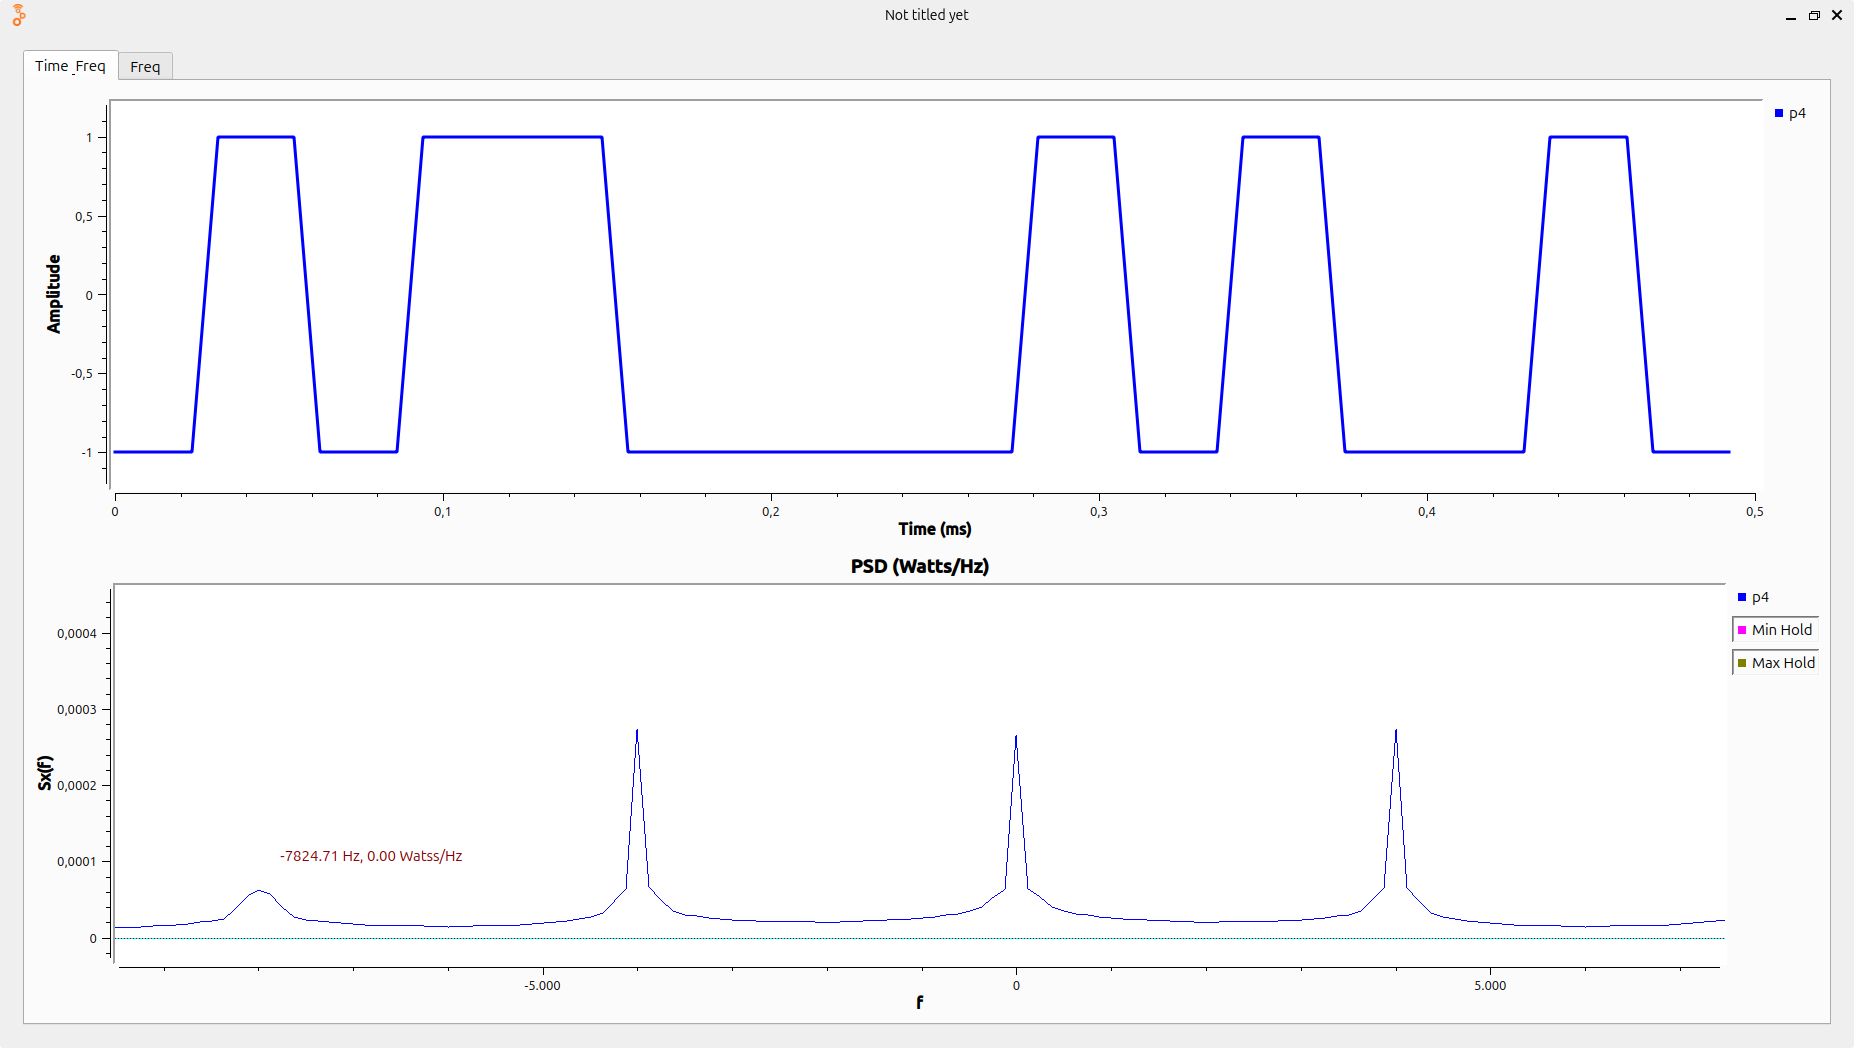 Not titled yet
Time_Freq
Freq
p4
1
0,5
0
-0,5
-1
Amplitude
0
0,1
0,2
0,3
0,4
0,5
Time (ms)
PSD (Watts/Hz)
p4
Min Hold
Max Hold
0,0004
0,0003
0,0002
0,0001
0
Sx(f)
-7824.71 Hz, 0.00 Watss/Hz
-5.000
0
5.000
f